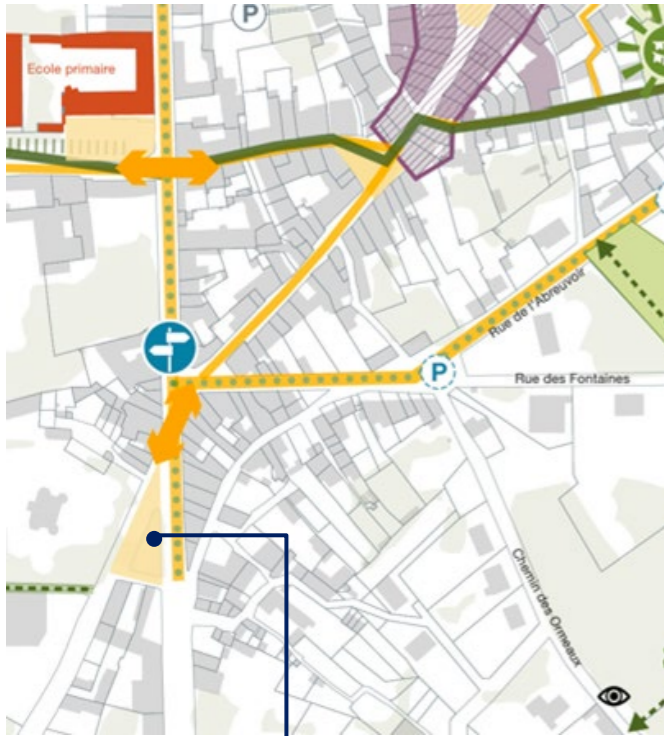 P
Ecole primaire
Rue de l'Abreuvoir
P
Rue des Fontaines
Chemin des Ormeaux